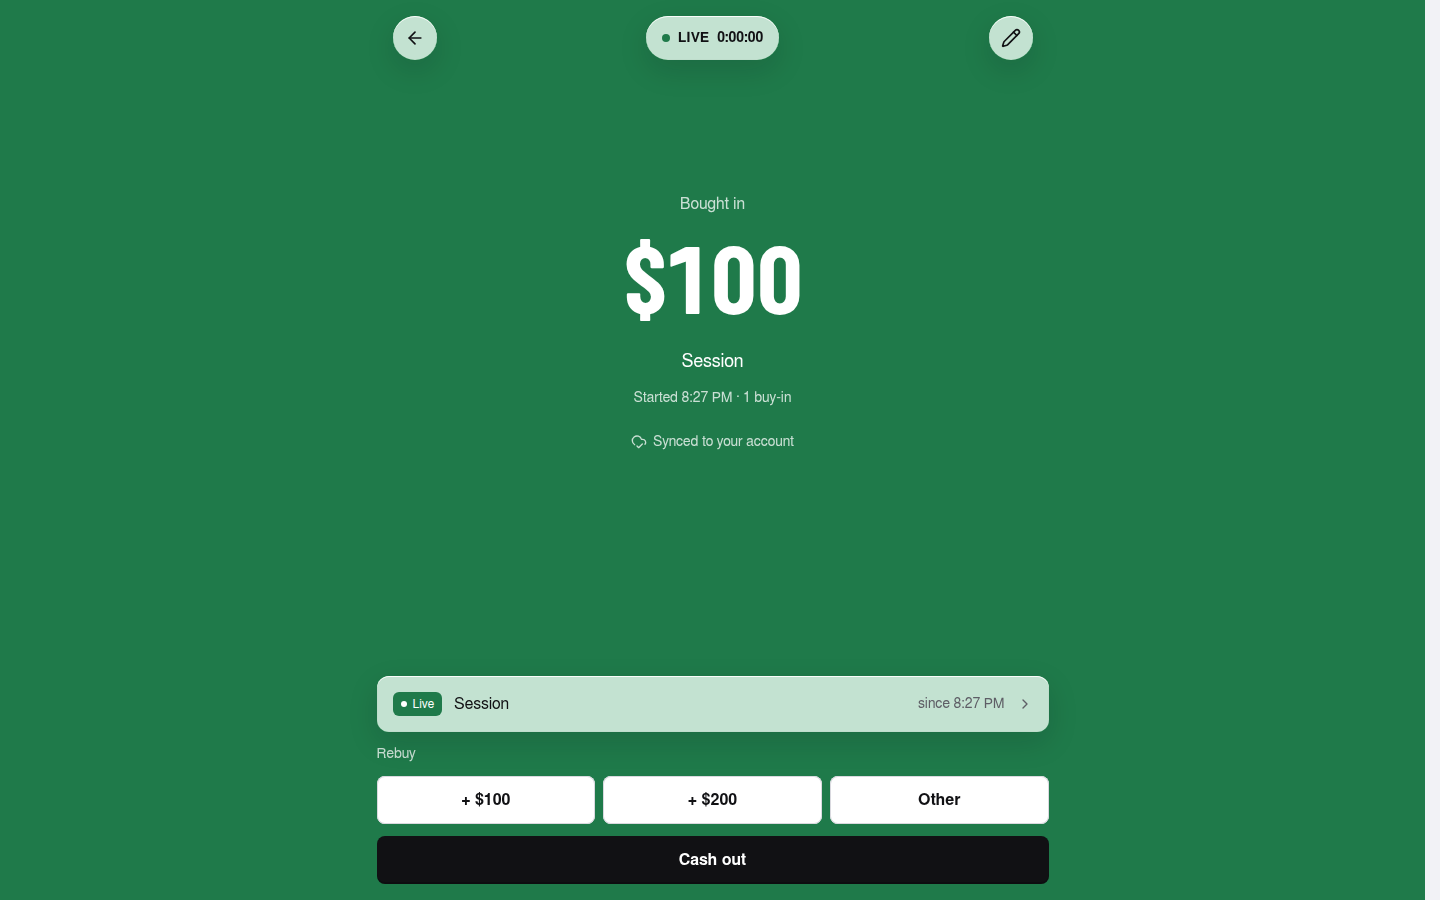 LIVE 0:00:00
Bought in
$100
Session
Started 8:27 PM · 1 buy-in
Synced to your account
Live Session since 8:27 PM
Rebuy
+ $100 + $200 Other
Cash out